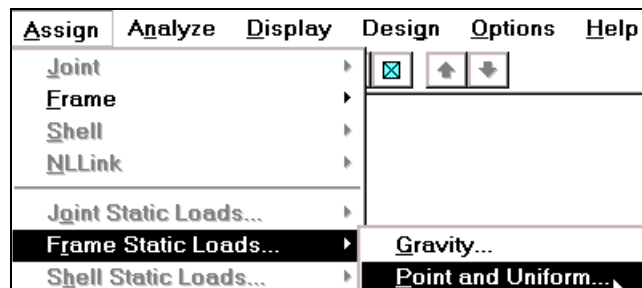 Assign Analyze Display Design Options Help
Joint
Frame
Shell
NLLink
Joint Static Loads...
Frame Static Loads... Gravity...
Shell Static Loads... Point and Uniform...